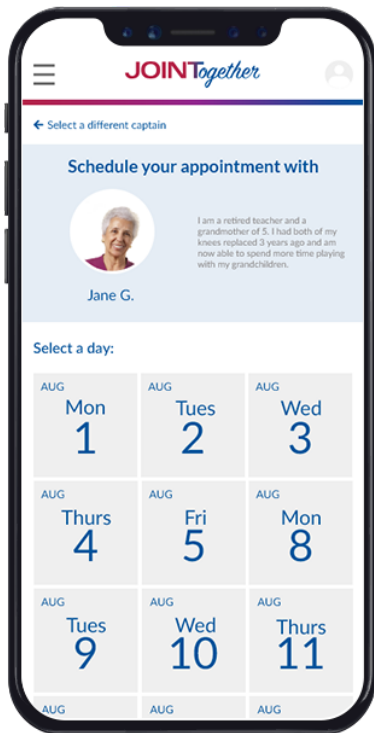 JOINTogether
← Select a different captain
Schedule your appointment with
I am a retired teacher and a
grandmother of 5. I had both of my
knees replaced 3 years ago and am
now able to spend more time playing
with my grandchildren.
Jane G.
Select a day:
AUG AUG AUG
Mon Tues Wed
1 2 3
AUG AUG AUG
Thurs Fri Mon
4 5 8
AUG AUG AUG
Tues Wed Thurs
9 10 11
AUG AUG AUG